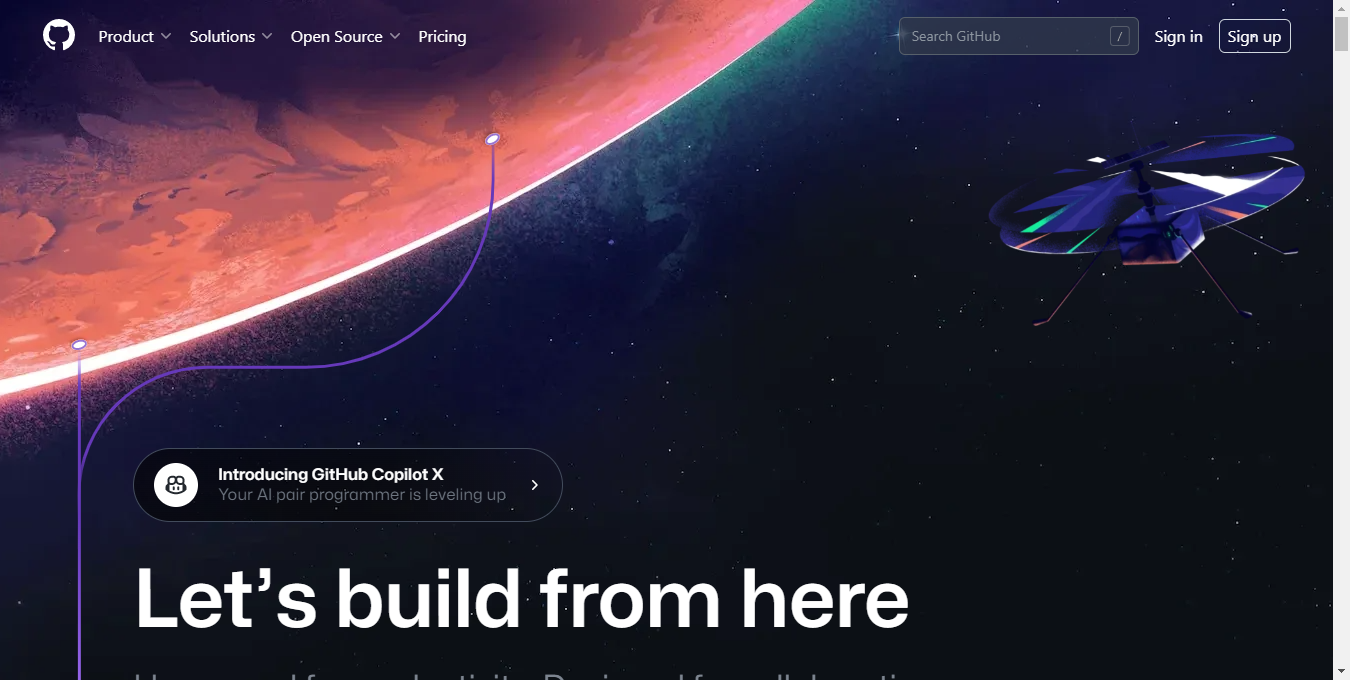 Product Solutions Open Source Pricing Search GitHub / Sign in Sign up
Introducing GitHub Copilot X
Your AI pair programmer is leveling up
Let’s build from here